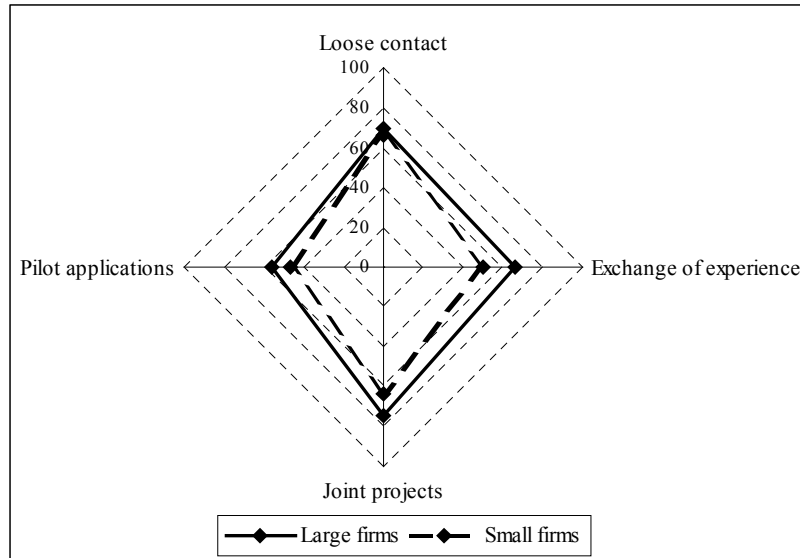 Loose contact
100
80
60
40
20
0
Pilot applications
Exchange of experience
Joint projects
Large firms
Small firms